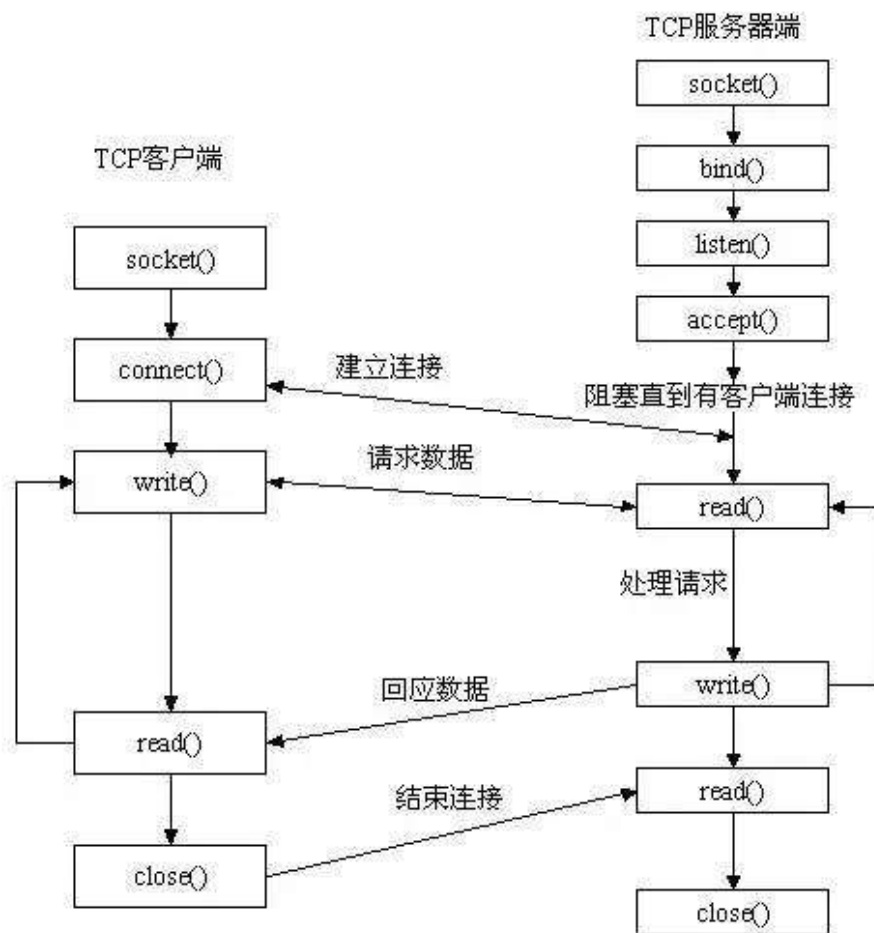 TCP服务器端
socket()
bind()
TCP客户端
listen()
socket()
accept()
connect()
建立连接
阻塞直到有客户端连接
请求数据
write()
read()
处理请求
回应数据
write()
read()
结束连接
read()
close()
close()